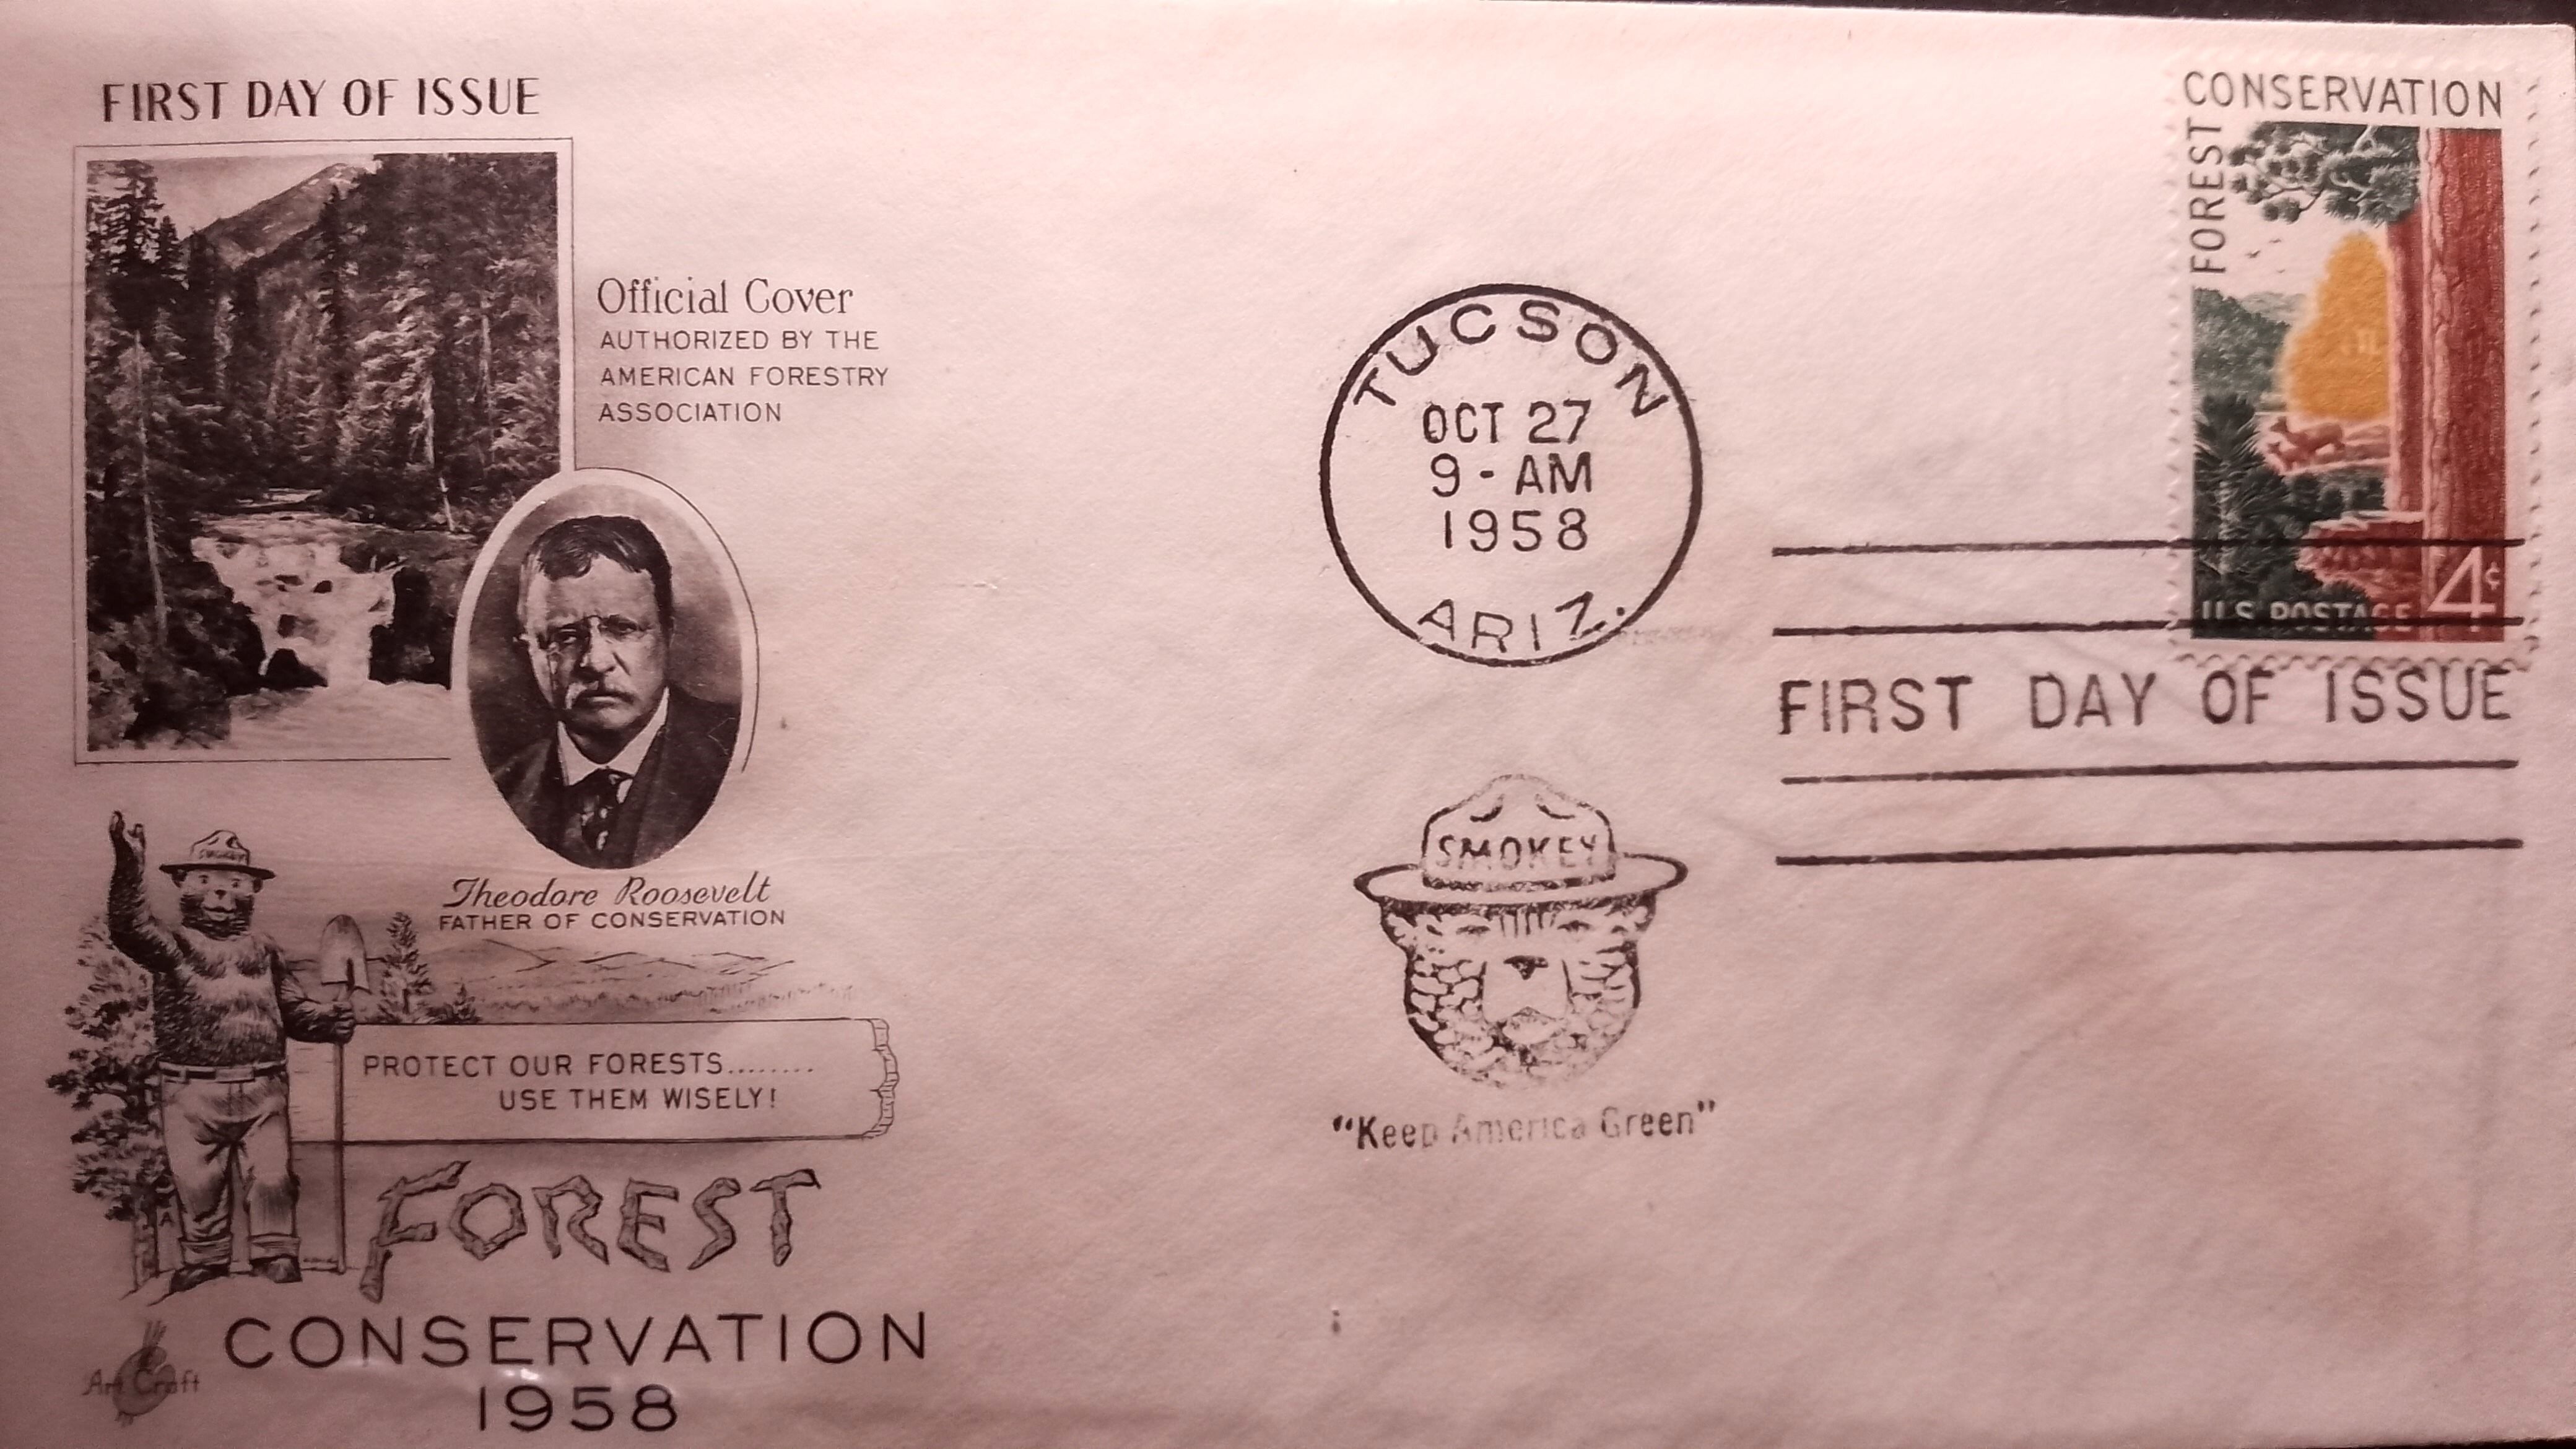 FIRST DAY OF ISSUE
Official Cover
AUTHORIZED BY THE
AMERICAN FORESTRY
ASSOCIATION
Theodore Roosevelt
FATHER OF CONSERVATION
SMOKEY
PROTECT OUR FORESTS........
USE THEM WISELY!
FOREST
CONSERVATION
1958
Art Craft
TUCSON
OCT 27
9-AM
1958
ARIZ.
SMOKEY
"Keep America Green"
CONSERVATION
FOREST
U.S. POSTAGE 4¢
FIRST DAY OF ISSUE